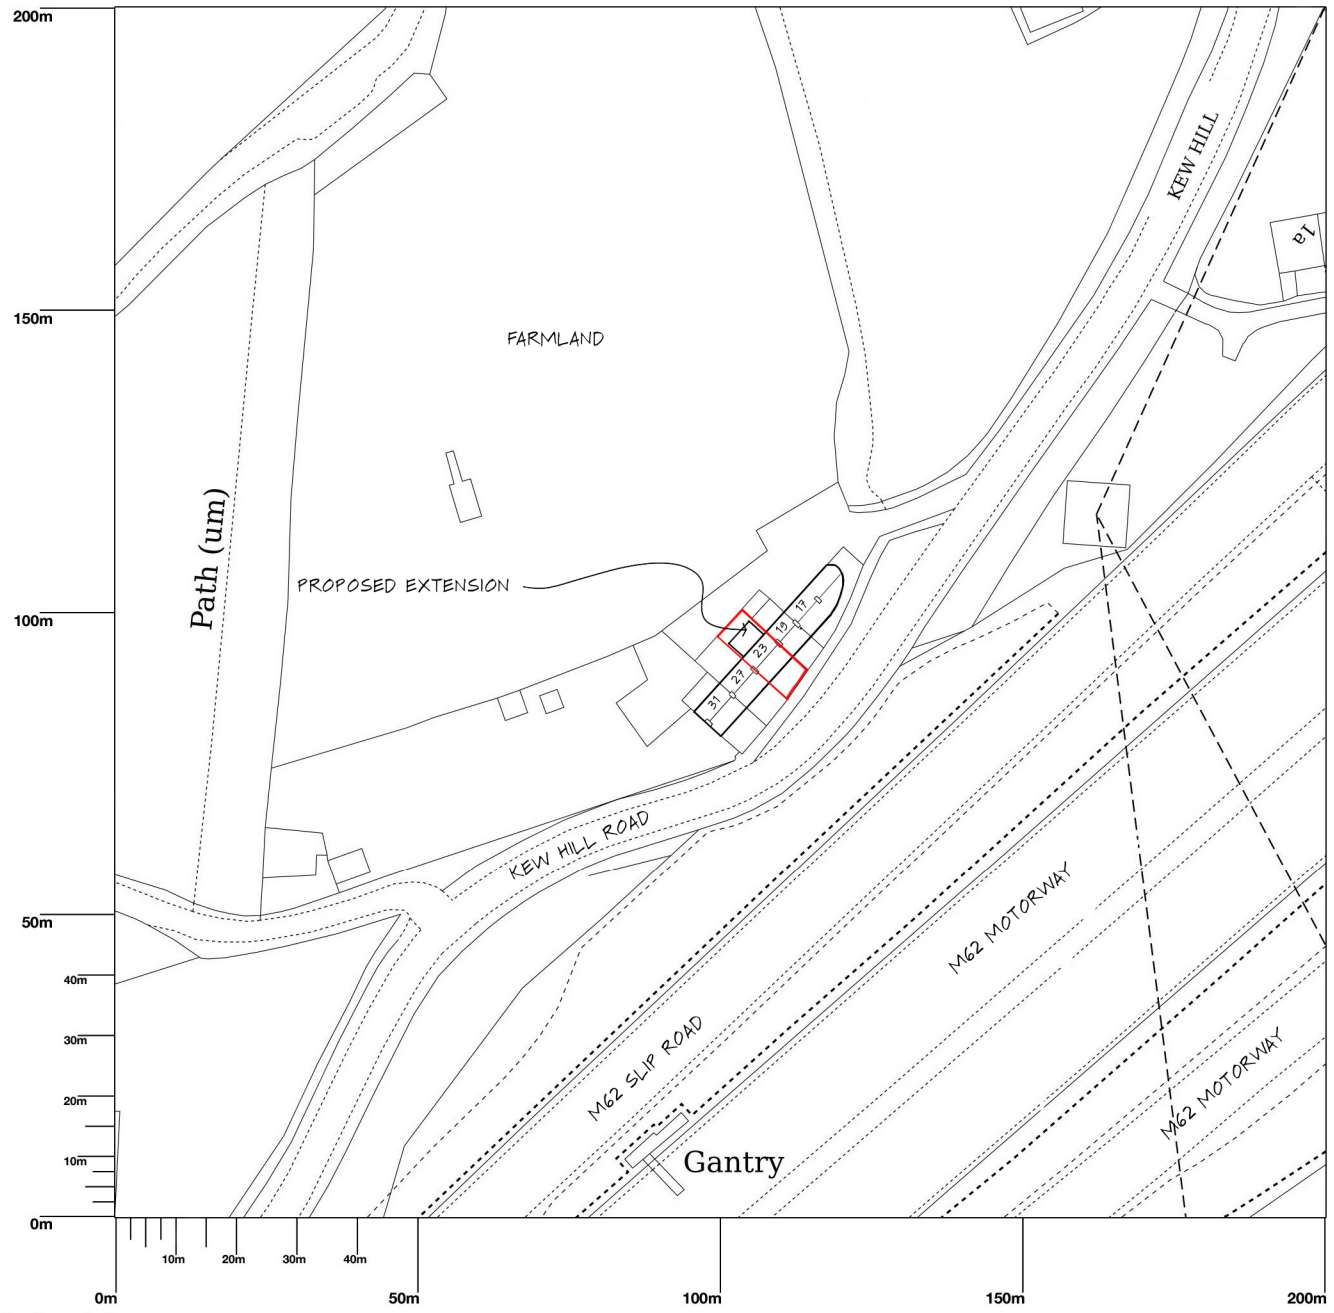 200m
KEW HILL
1a
150m
FARMLAND
Path (um)
PROPOSED EXTENSION
100m
17
19
23
27
31
KEW HILL ROAD
50m
M62 MOTORWAY
40m
30m
M62 SLIP ROAD
M62 MOTORWAY
20m
10m
Gantry
0m
10m
20m
30m
40m
0m
50m
100m
150m
200m